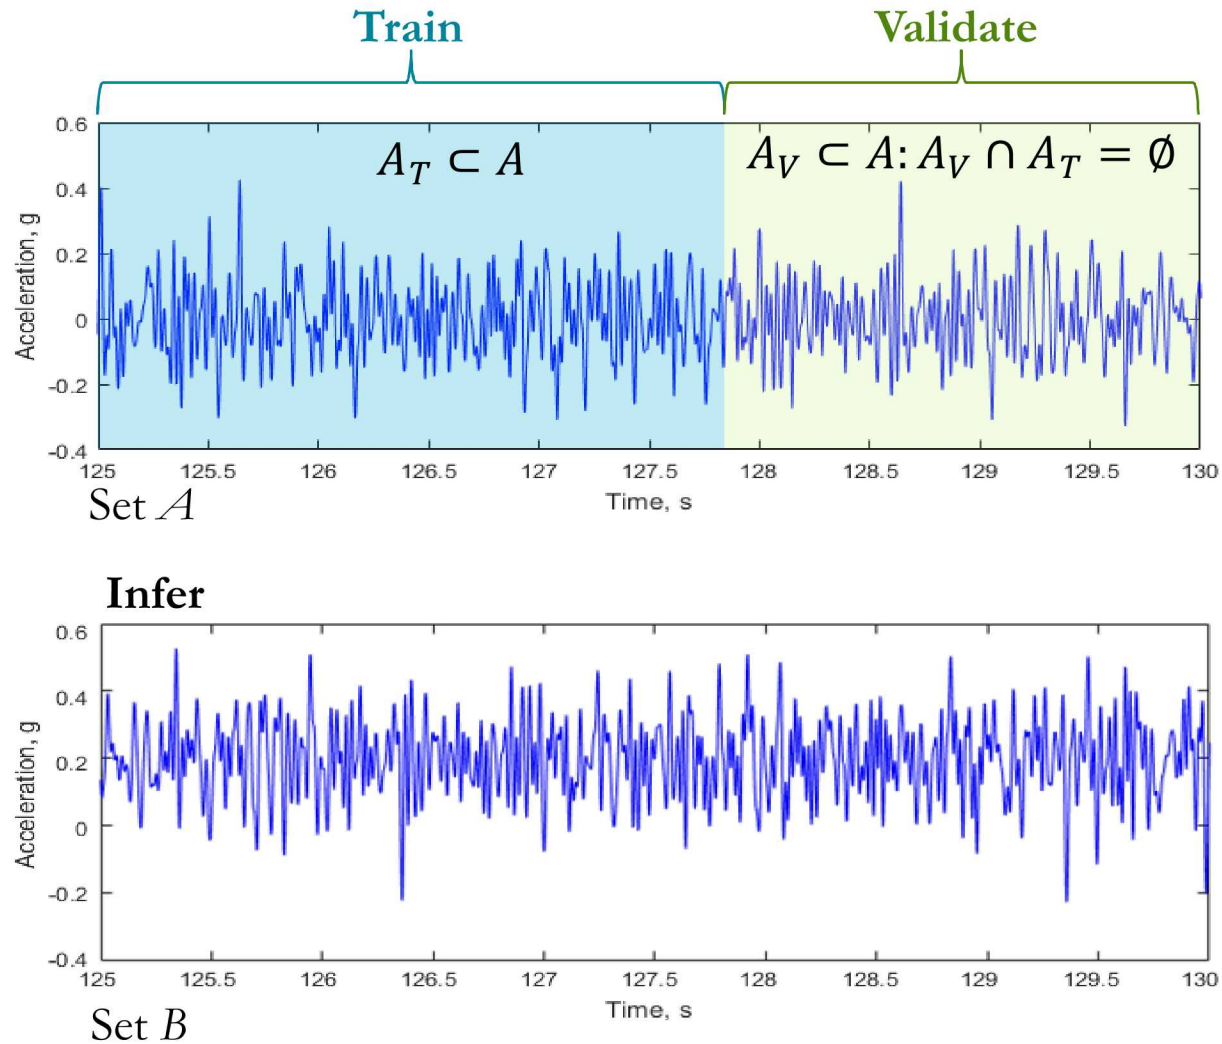 Train Validate
0.6
A_T ⊂ A A_V ⊂ A: A_V ∩ A_T = ∅
0.4
0.2
0
-0.2
-0.4
Acceleration, g
125 125.5 126 126.5 127 127.5 128 128.5 129 129.5 130
Time, s
Set A
Infer
0.6
0.4
0.2
0
-0.2
-0.4
Acceleration, g
125 125.5 126 126.5 127 127.5 128 128.5 129 129.5 130
Time, s
Set B